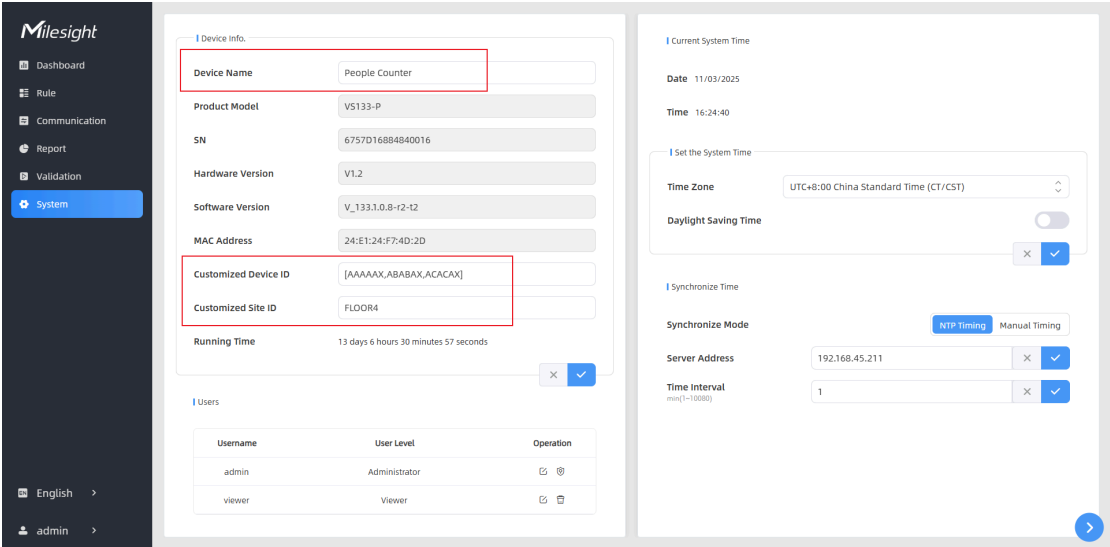 Milesight
Dashboard
Rule
Communication
Report
Validation
System
English
admin
Device Info.
Device Name People Counter
Product Model VS133-P
SN 6757D16884840016
Hardware Version V1.2
Software Version V_133.1.0.8-r2-t2
MAC Address 24:E1:24:F7:4D:2D
Customized Device ID [AAAAAX,ABABAX,ACACAX]
Customized Site ID FLOOR4
Running Time 13 days 6 hours 30 minutes 57 seconds
Users
Username User Level Operation
admin Administrator
viewer Viewer
Current System Time
Date 11/03/2025
Time 16:24:40
Set the System Time
Time Zone UTC+8:00 China Standard Time (CT/CST)
Daylight Saving Time
Synchronize Time
Synchronize Mode NTP Timing Manual Timing
Server Address 192.168.45.211
Time Interval 1
min(1~10080)